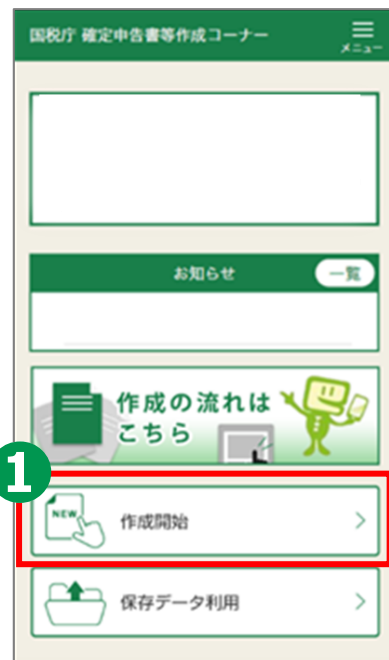 国税庁 確定申告書等作成コーナー
メニュー
お知らせ
一覧
作成の流れは
こちら
1
NEW
作成開始
保存データ利用